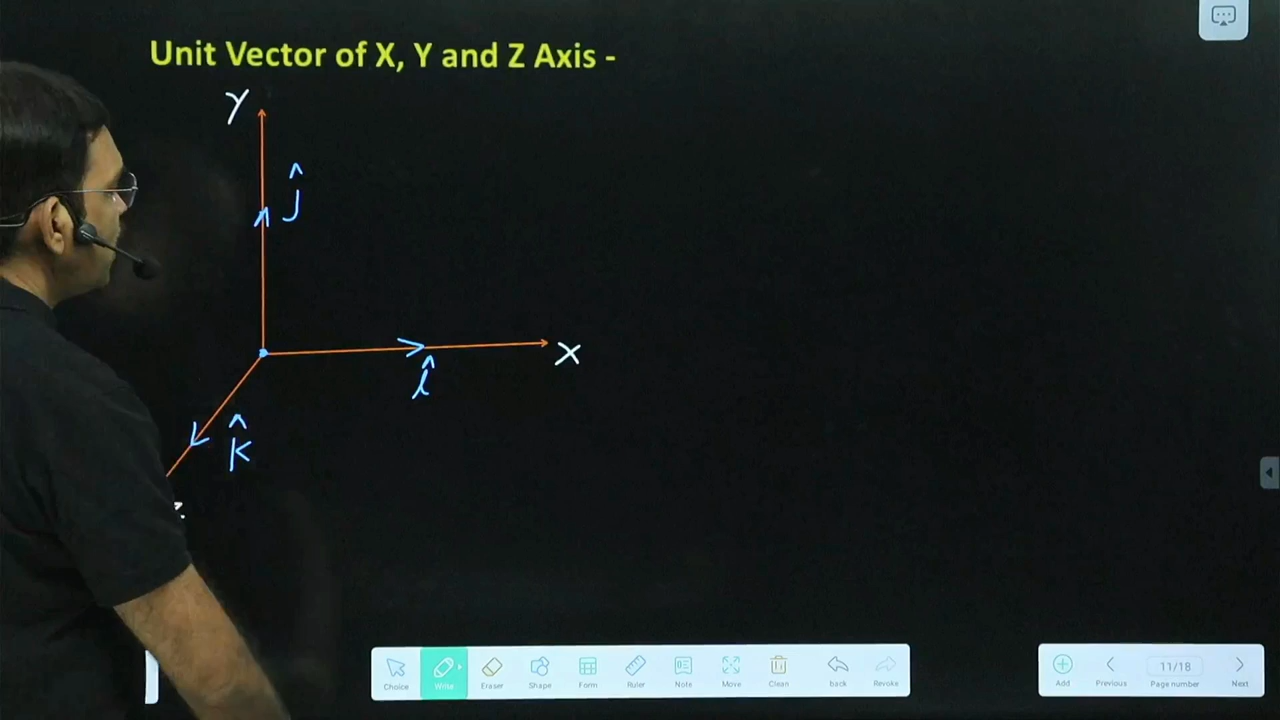 Unit Vector of X, Y and Z Axis -
Y
ĵ
X
î
K̂
Z
Choice Write Eraser Shape Form Ruler Note Move Clean back Revoke
Add Previous 11/18 Page number Next